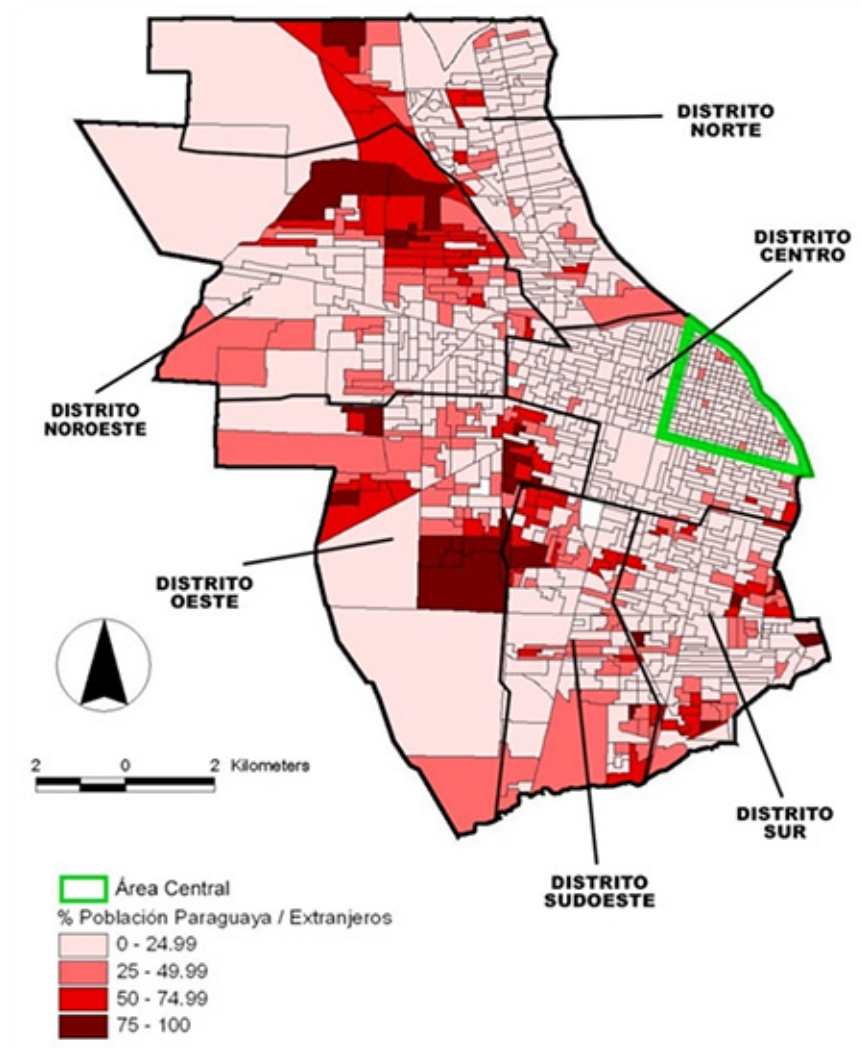 DISTRITO
NORTE
DISTRITO
CENTRO
DISTRITO
NOROESTE
DISTRITO
OESTE
2 0 2 Kilometers
DISTRITO
SUR
DISTRITO
SUDOESTE
Área Central
% Población Paraguaya / Extranjeros
0 - 24.99
25 - 49.99
50 - 74.99
75 - 100